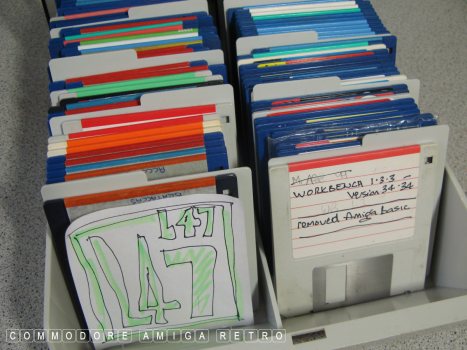 L47
L47
WORKBENCH 1.3.3 -
Version 34.34
removed Amiga basic
COMMODORE AMIGA RETRO